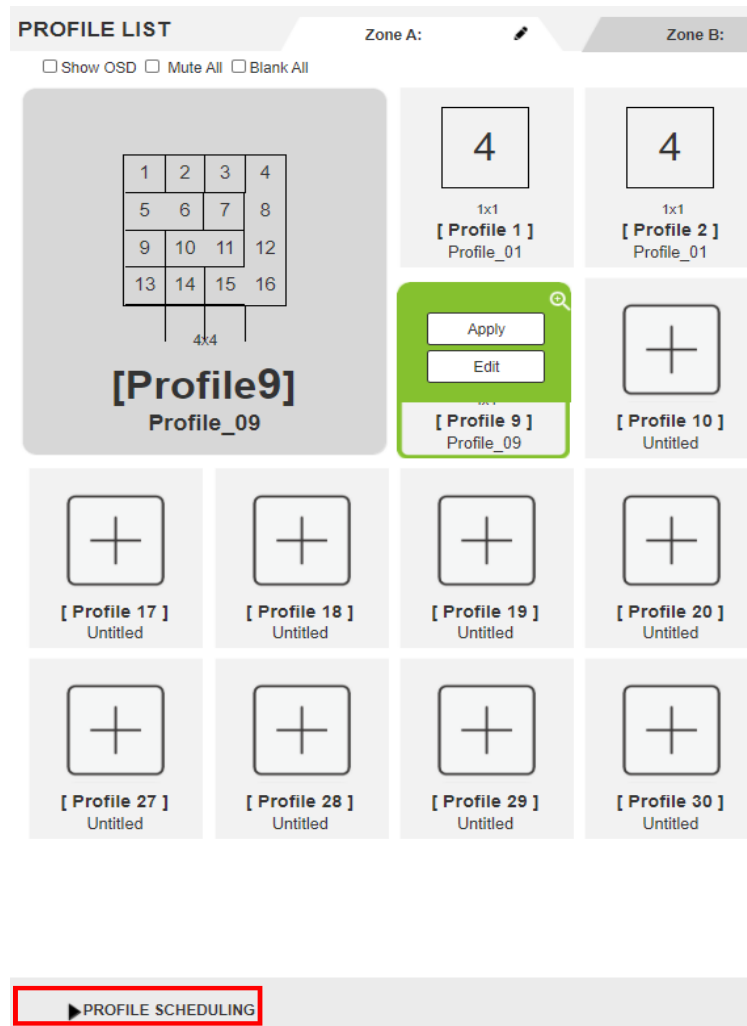 PROFILE LIST
Zone A:
Zone B:
Show OSD Mute All Blank All
1 2 3 4
5 6 7 8
9 10 11 12
13 14 15 16
4x4
[Profile9]
Profile_09
4
1x1
[ Profile 1 ]
Profile_01
4
1x1
[ Profile 2 ]
Profile_01
Apply
Edit
[ Profile 9 ]
Profile_09
[ Profile 10 ]
Untitled
[ Profile 17 ]
Untitled
[ Profile 18 ]
Untitled
[ Profile 19 ]
Untitled
[ Profile 20 ]
Untitled
[ Profile 27 ]
Untitled
[ Profile 28 ]
Untitled
[ Profile 29 ]
Untitled
[ Profile 30 ]
Untitled
PROFILE SCHEDULING